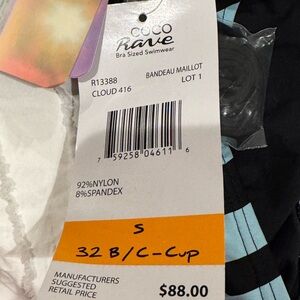 COCO
Rave
Bra Sized Swimwear
R13388
BANDEAU MAILLOT
CLOUD 416
LOT 1
7 59258 04611 6
92%NYLON
8%SPANDEX
S
32 B/C-Cup
MANUFACTURERS
SUGGESTED
RETAIL PRICE
$88.00